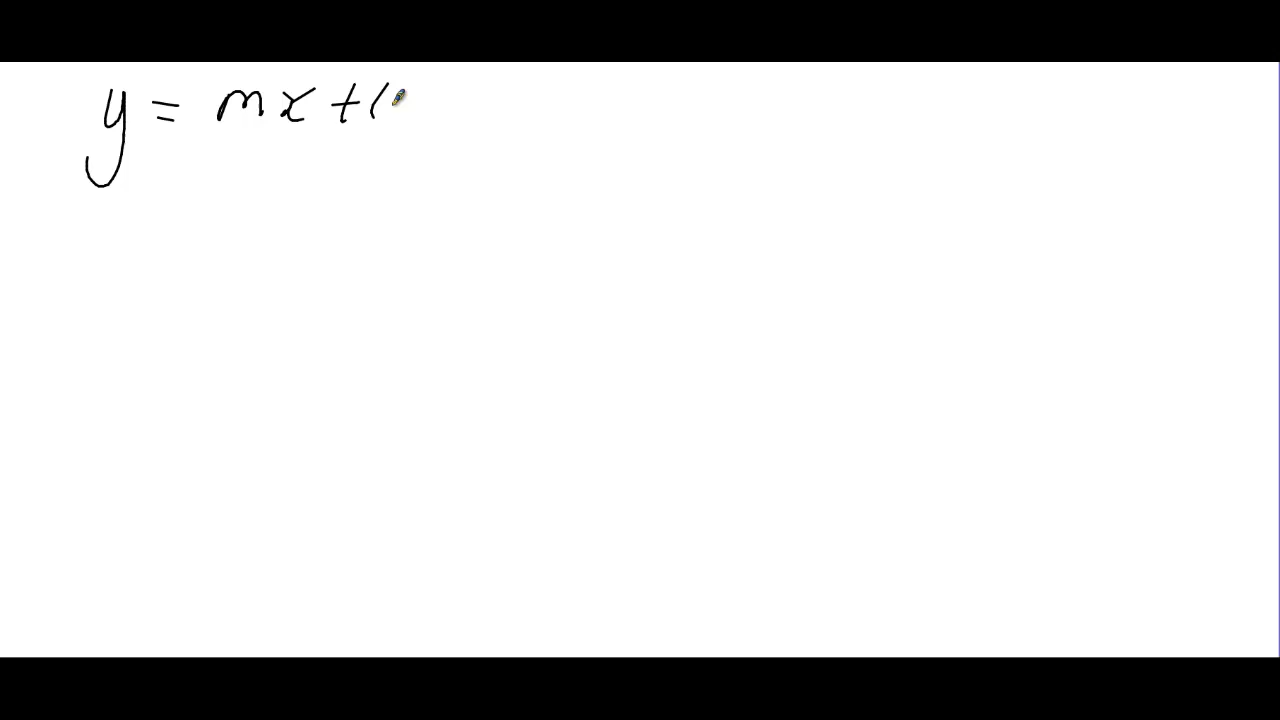 y = mx + (